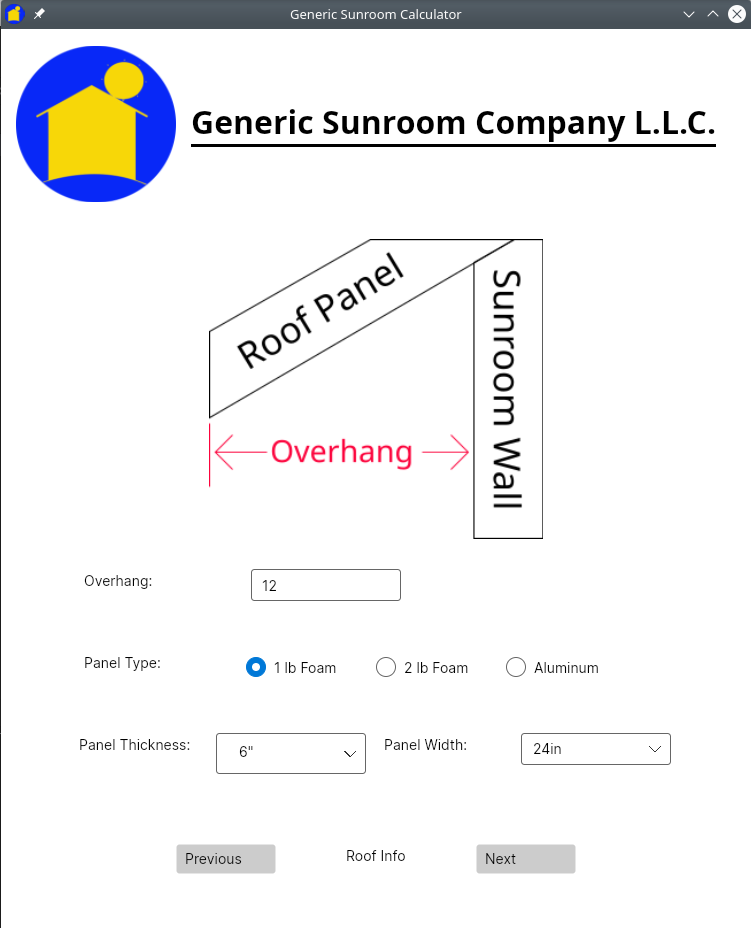 Generic Sunroom Calculator
Generic Sunroom Company L.L.C.
Roof Panel
Sunroom Wall
Overhang
Overhang:
12
Panel Type:
1 lb Foam
2 lb Foam
Aluminum
Panel Thickness:
6"
Panel Width:
24in
Previous
Roof Info
Next